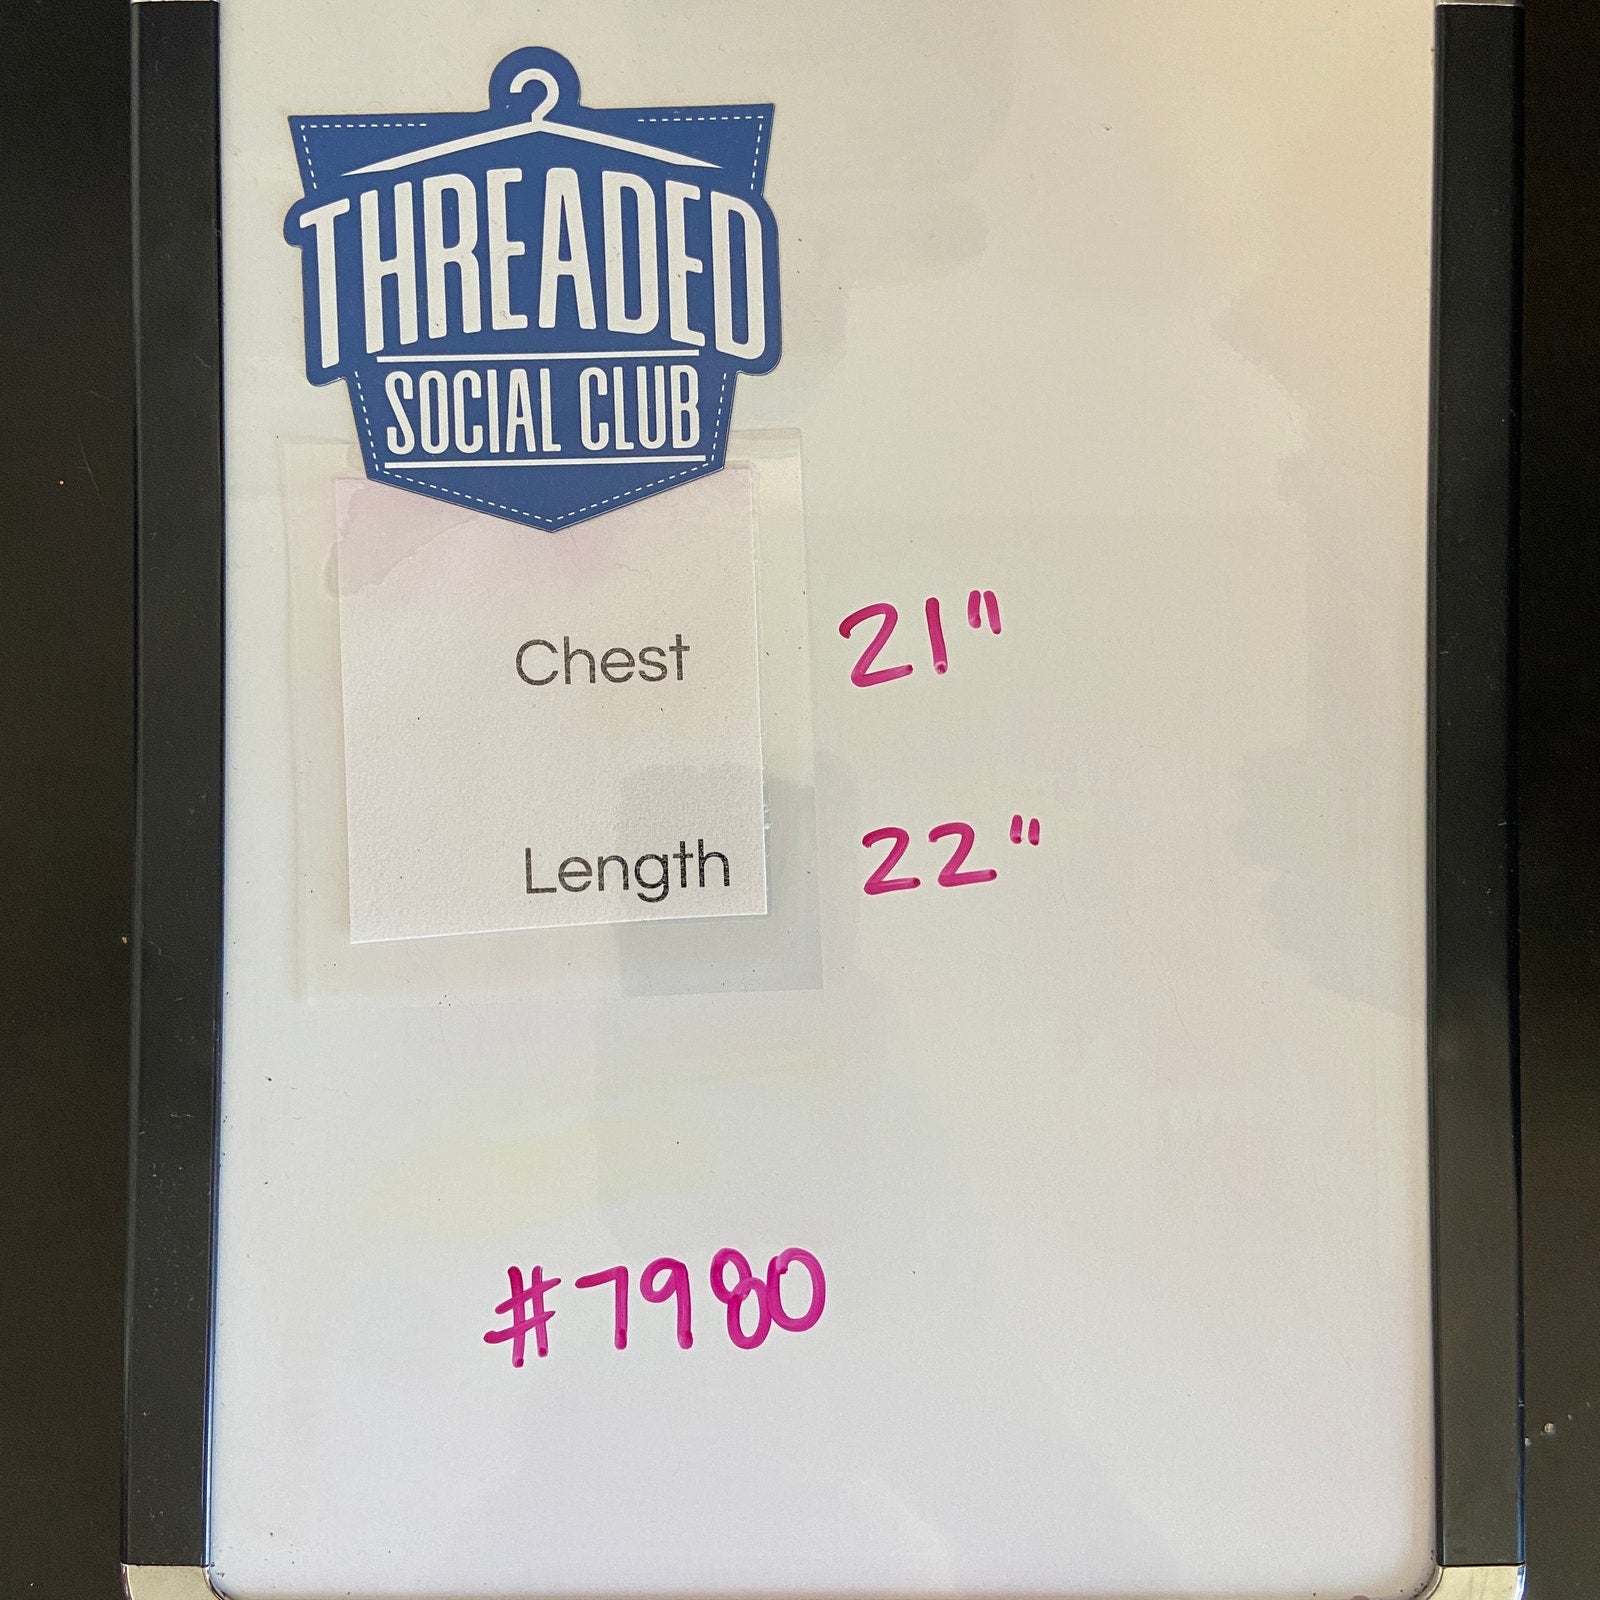 THREADED
SOCIAL CLUB
Chest 21"
Length 22"
#7980